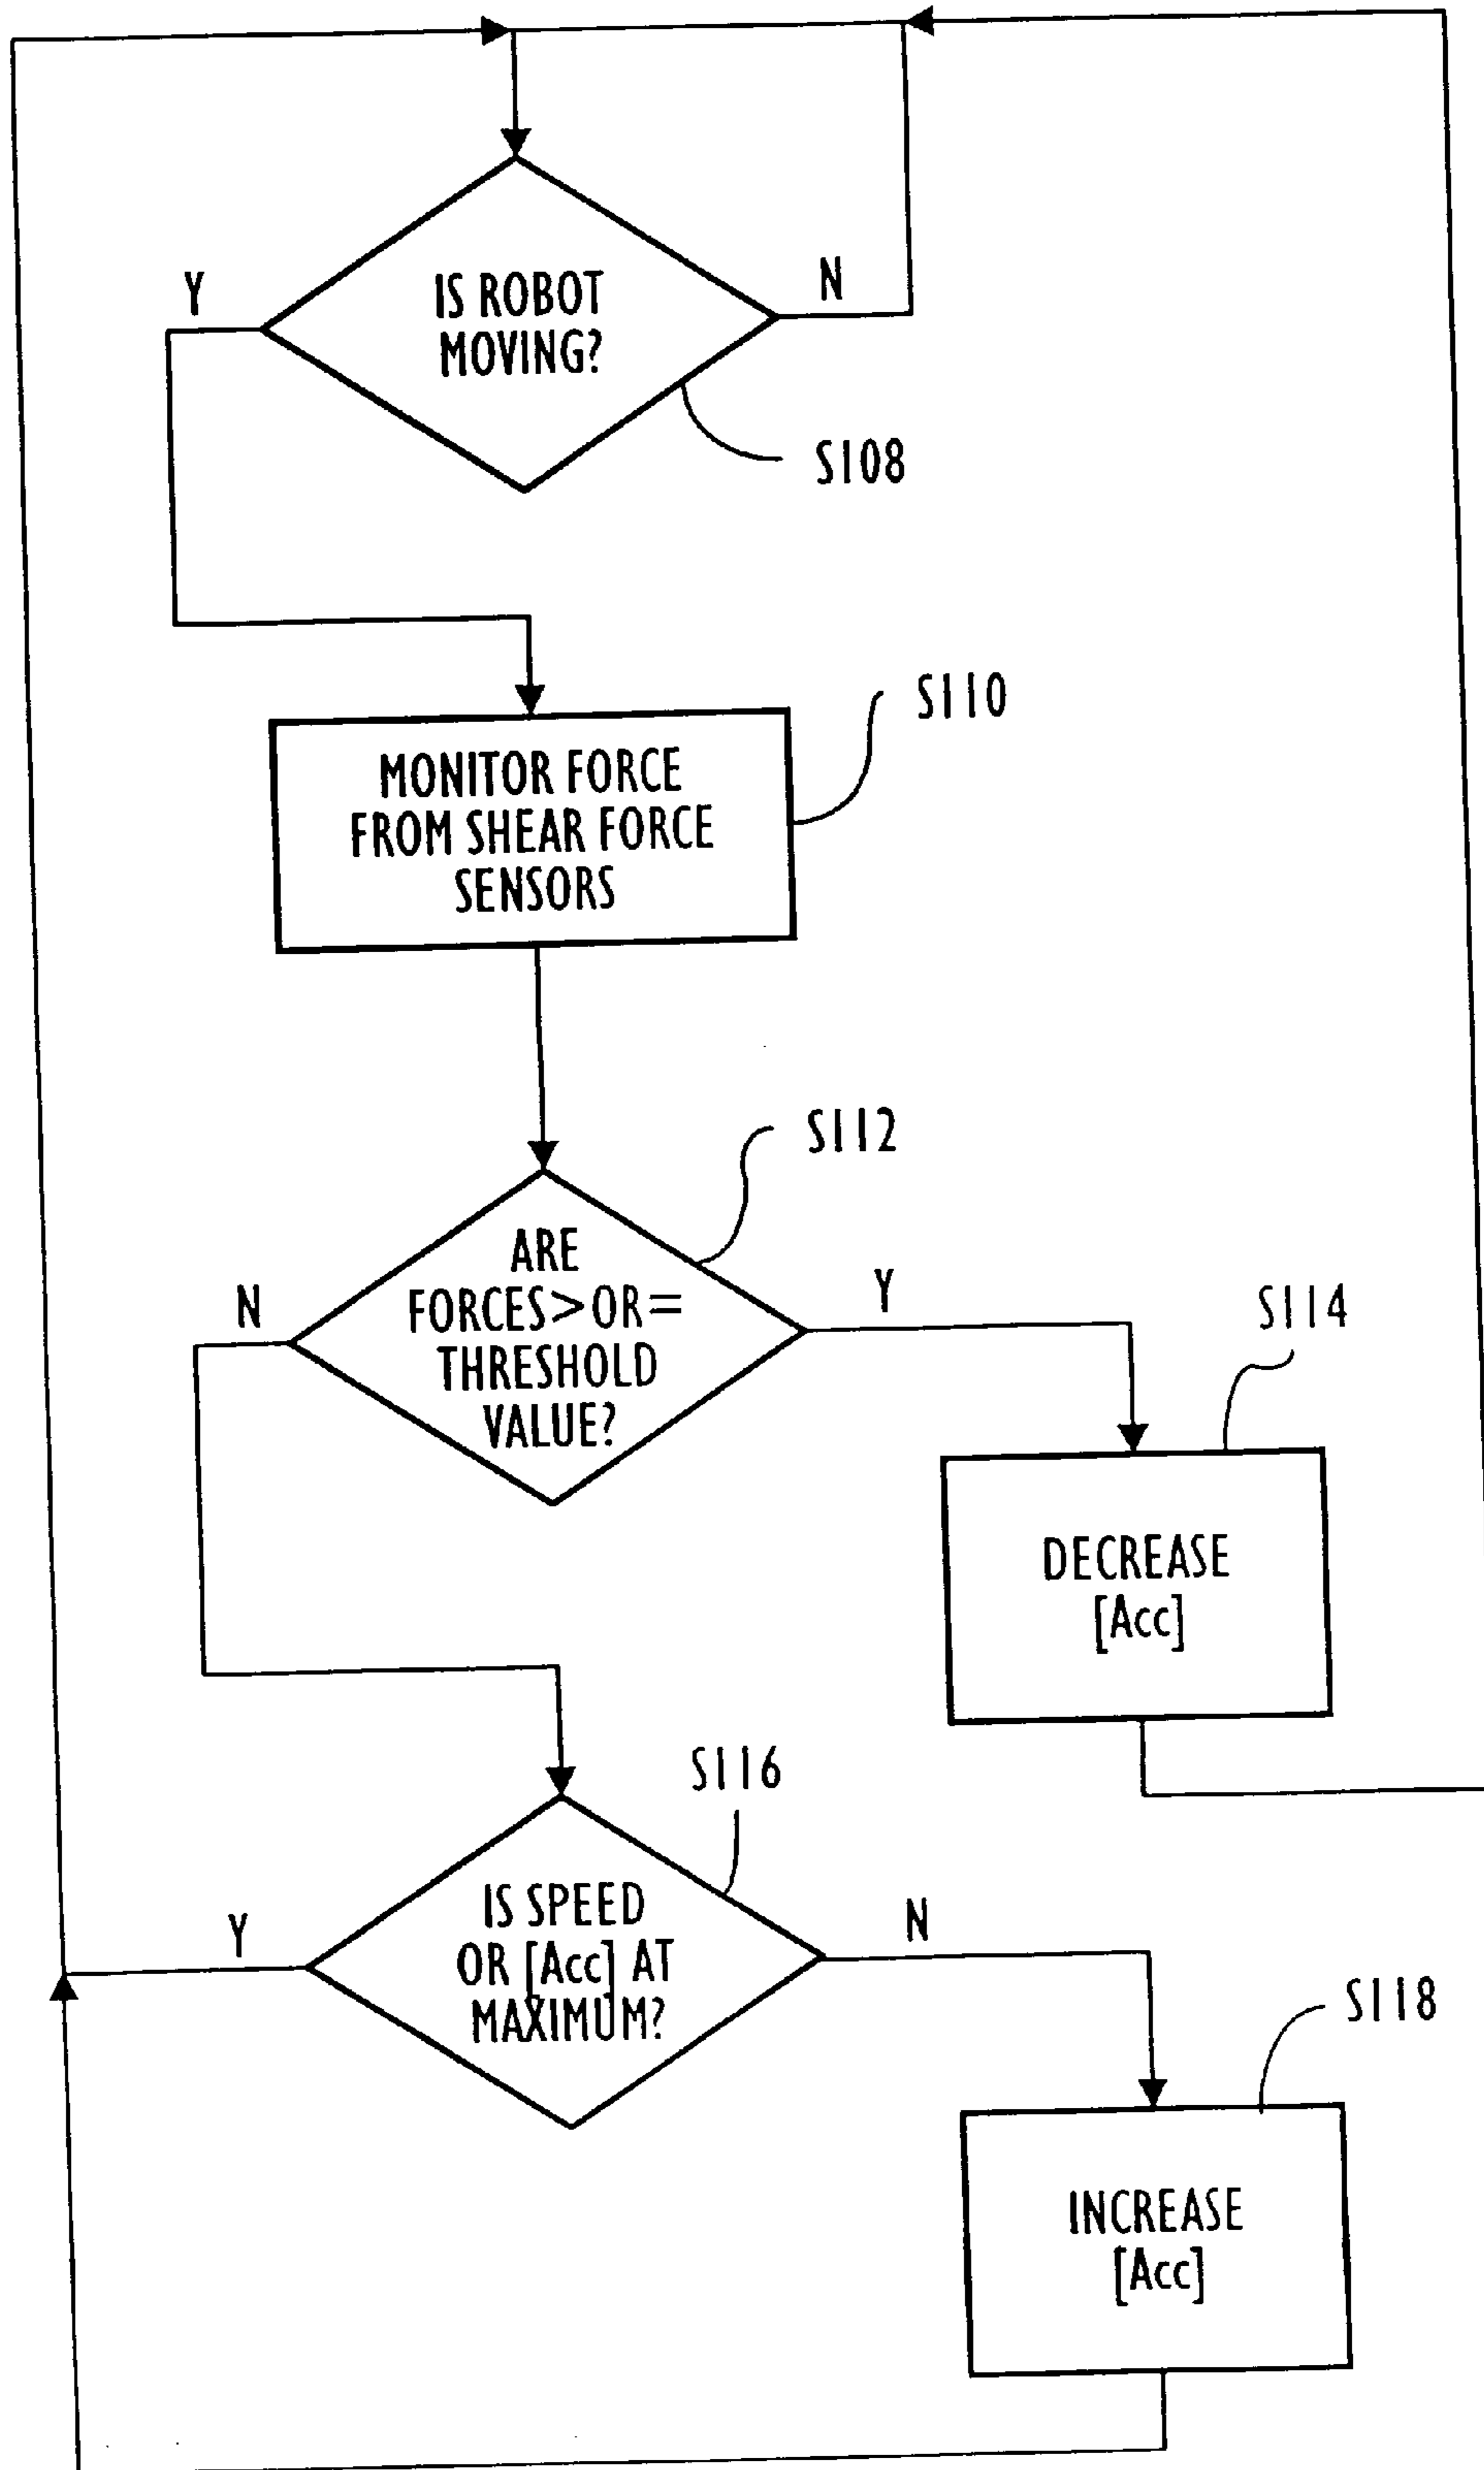 Y
IS ROBOT
MOVING?
N
S108
S110
MONITOR FORCE
FROM SHEAR FORCE
SENSORS
S112
ARE
FORCES>OR=
THRESHOLD
VALUE?
N
Y
S114
DECREASE
[Acc]
S116
IS SPEED
OR [Acc] AT
MAXIMUM?
Y
N
S118
INCREASE
[Acc]